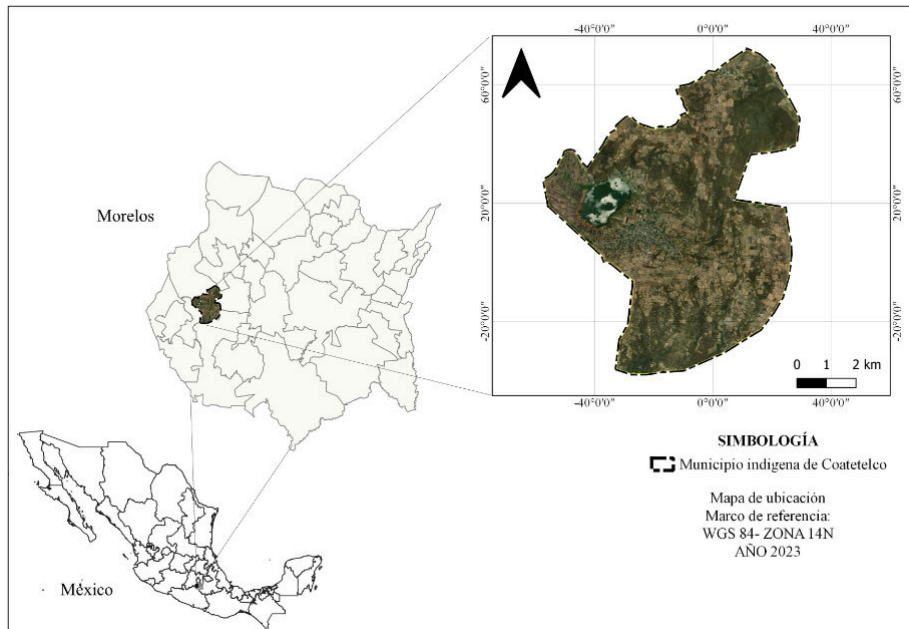 -40°0'0" 0°0'0" 40°0'0"
60°0'0" 60°0'0"
Morelos
20°0'0" 20°0'0"
-20°0'0" -20°0'0"
0 1 2 km
-40°0'0" 0°0'0" 40°0'0"
SIMBOLOGÍA
Municipio indígena de Coatetelco
Mapa de ubicación
Marco de referencia:
WGS 84- ZONA 14N
AÑO 2023
México